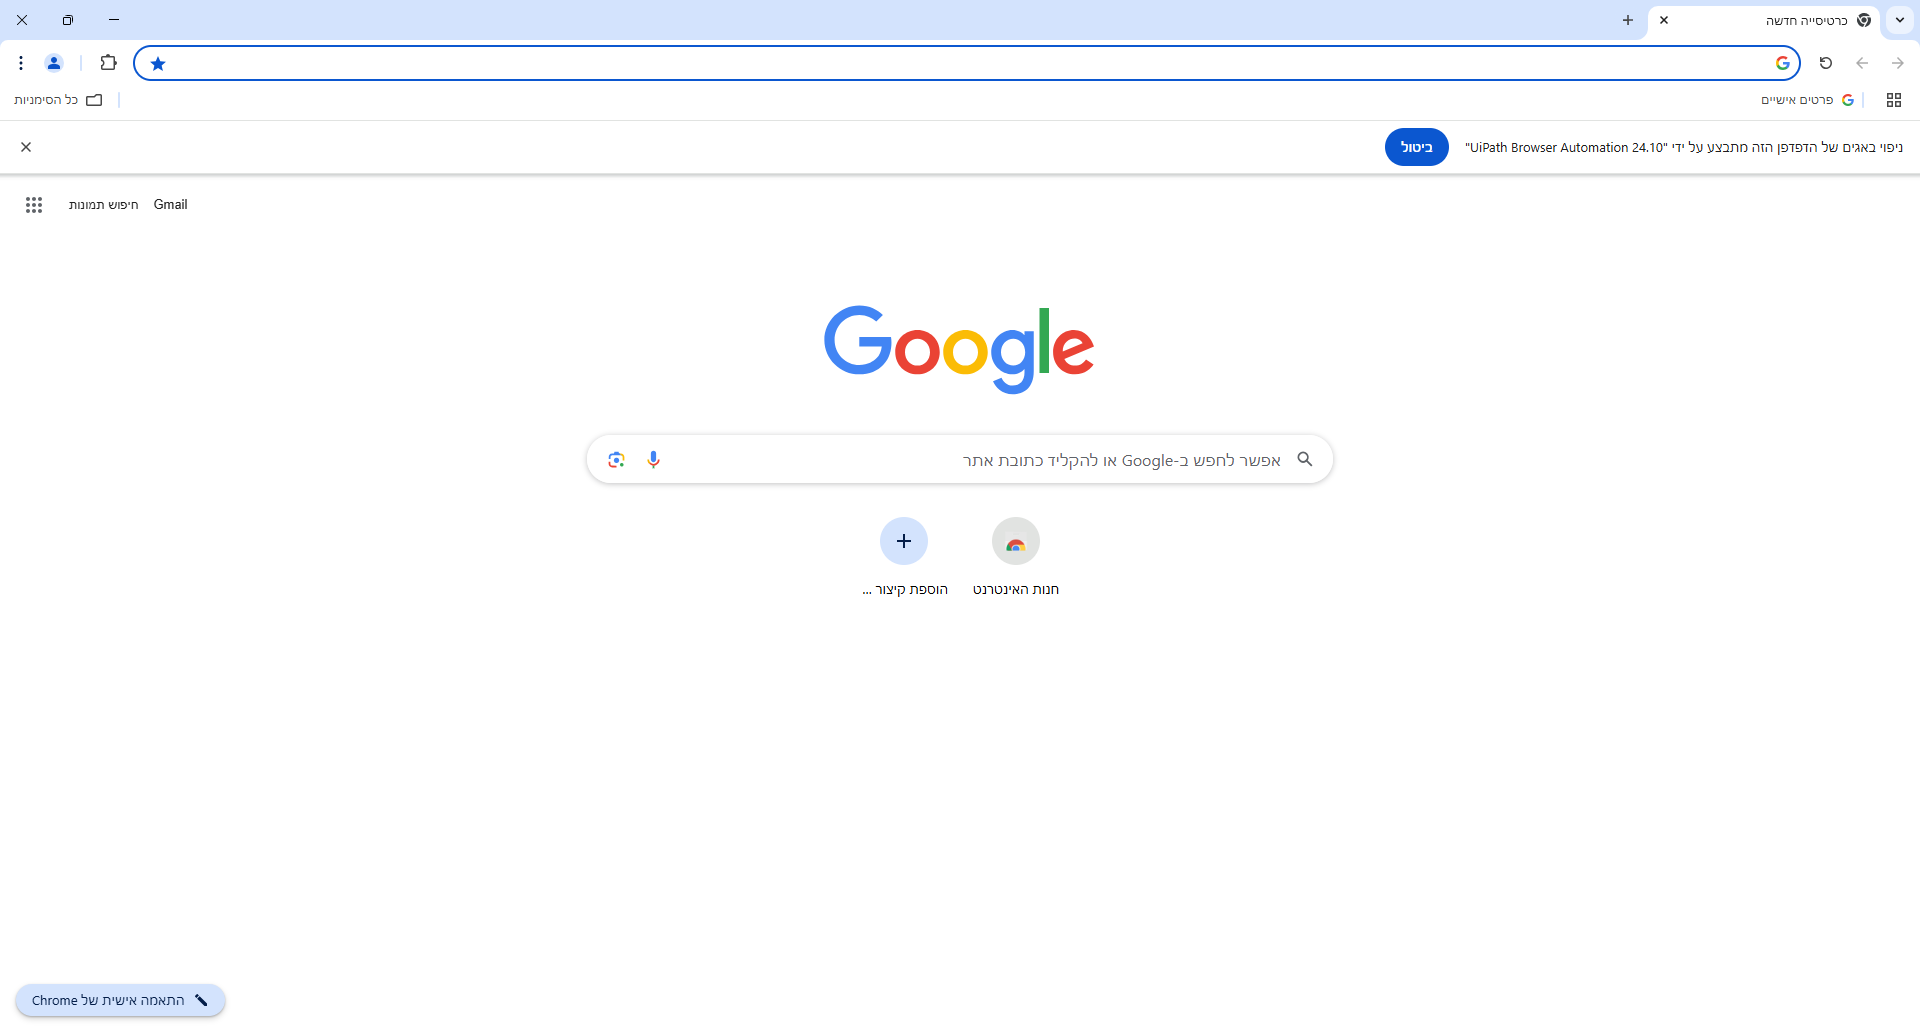 כרטיסייה חדשה
פרטים אישיים
כל הסימניות
ניפוי באגים של הדפדפן הזה מתבצע על ידי "UiPath Browser Automation 24.10"
ביטול
Gmail
חיפוש תמונות
Google
אפשר לחפש ב-Google או להקליד כתובת אתר
חנות האינטרנט
הוספת קיצור ...
התאמה אישית של Chrome